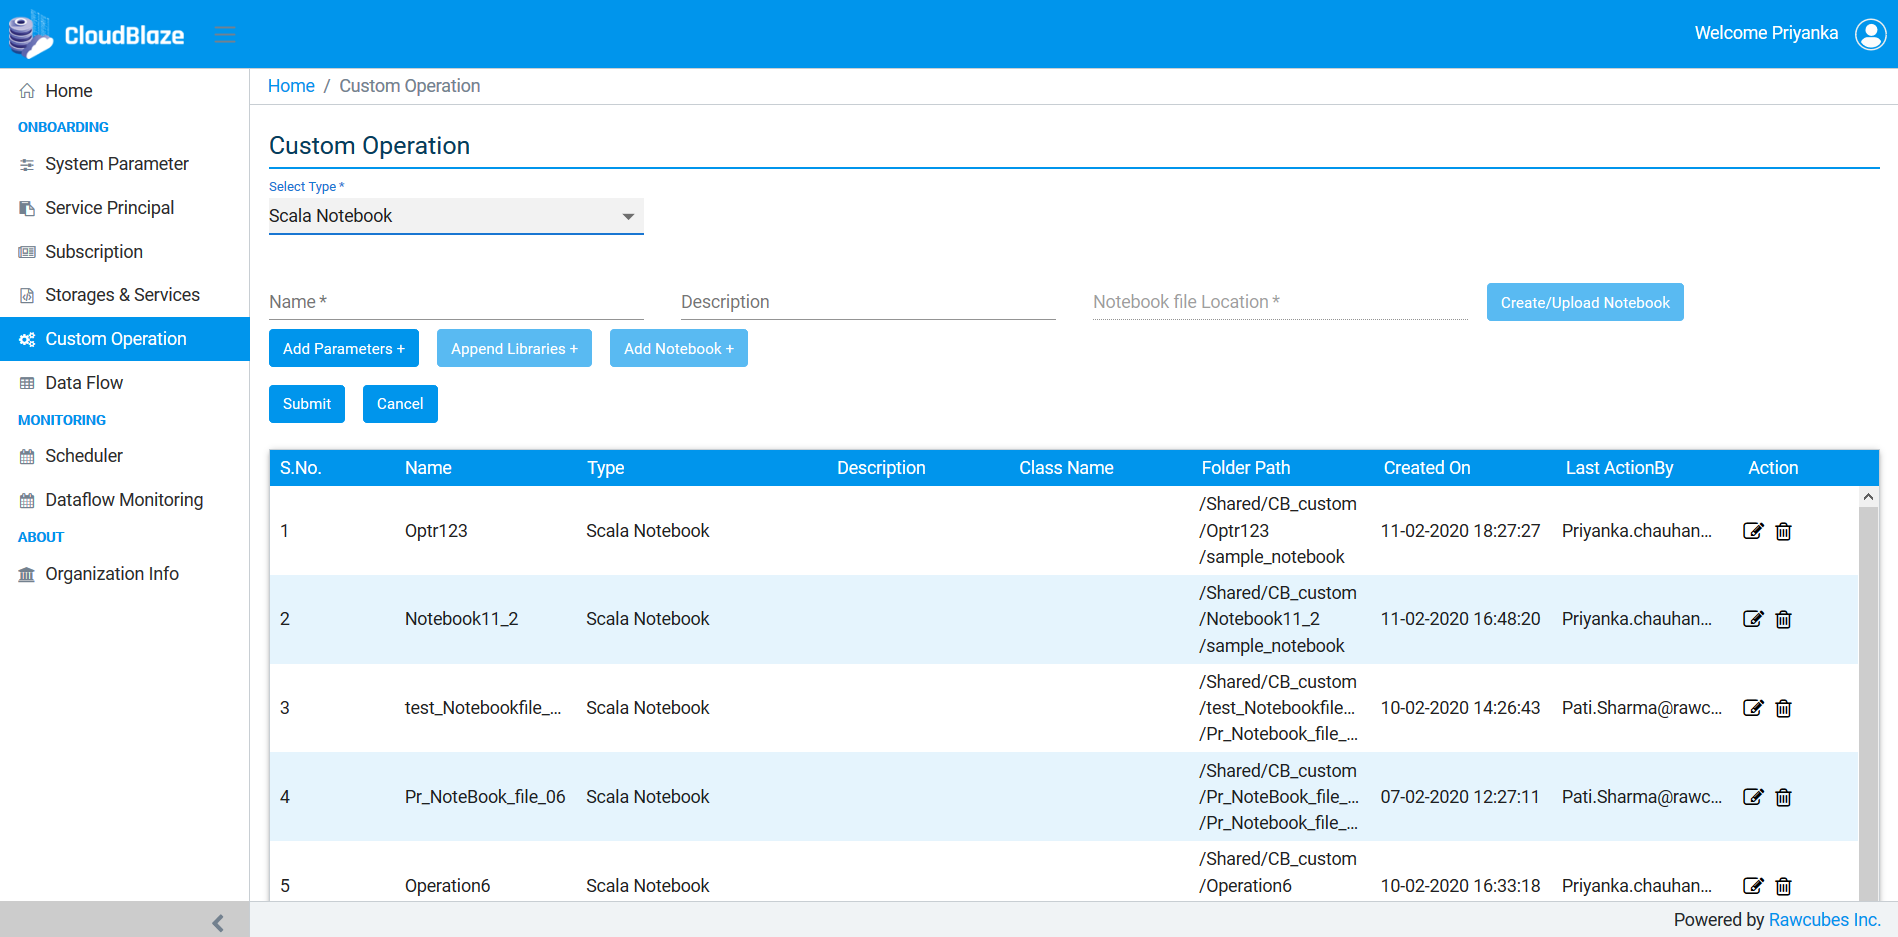 CloudBlaze
Welcome Priyanka
Home
ONBOARDING
System Parameter
Service Principal
Subscription
Storages & Services
Custom Operation
Data Flow
MONITORING
Scheduler
Dataflow Monitoring
ABOUT
Organization Info
Home / Custom Operation
Custom Operation
Select Type *
Scala Notebook
Name * Description Notebook file Location * Create/Upload Notebook
Add Parameters + Append Libraries + Add Notebook +
Submit Cancel
S.No. Name Type Description Class Name Folder Path Created On Last ActionBy Action
/Shared/CB_custom
1 Optr123 Scala Notebook /Optr123 11-02-2020 18:27:27 Priyanka.chauhan...
/sample_notebook
/Shared/CB_custom
2 Notebook11_2 Scala Notebook /Notebook11_2 11-02-2020 16:48:20 Priyanka.chauhan...
/sample_notebook
/Shared/CB_custom
3 test_Notebookfile_... Scala Notebook /test_Notebookfile... 10-02-2020 14:26:43 Pati.Sharma@rawc...
/Pr_Notebook_file_...
/Shared/CB_custom
4 Pr_NoteBook_file_06 Scala Notebook /Pr_NoteBook_file_... 07-02-2020 12:27:11 Pati.Sharma@rawc...
/Pr_Notebook_file_...
/Shared/CB_custom
5 Operation6 Scala Notebook /Operation6 10-02-2020 16:33:18 Priyanka.chauhan...
Powered by Rawcubes Inc.